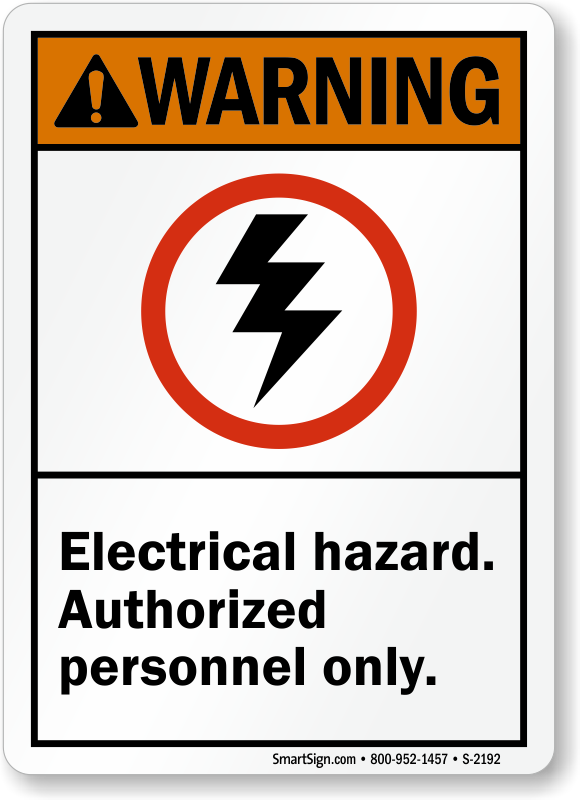 WARNING
Electrical hazard.
Authorized
personnel only.
SmartSign.com • 800-952-1457 • S-2192